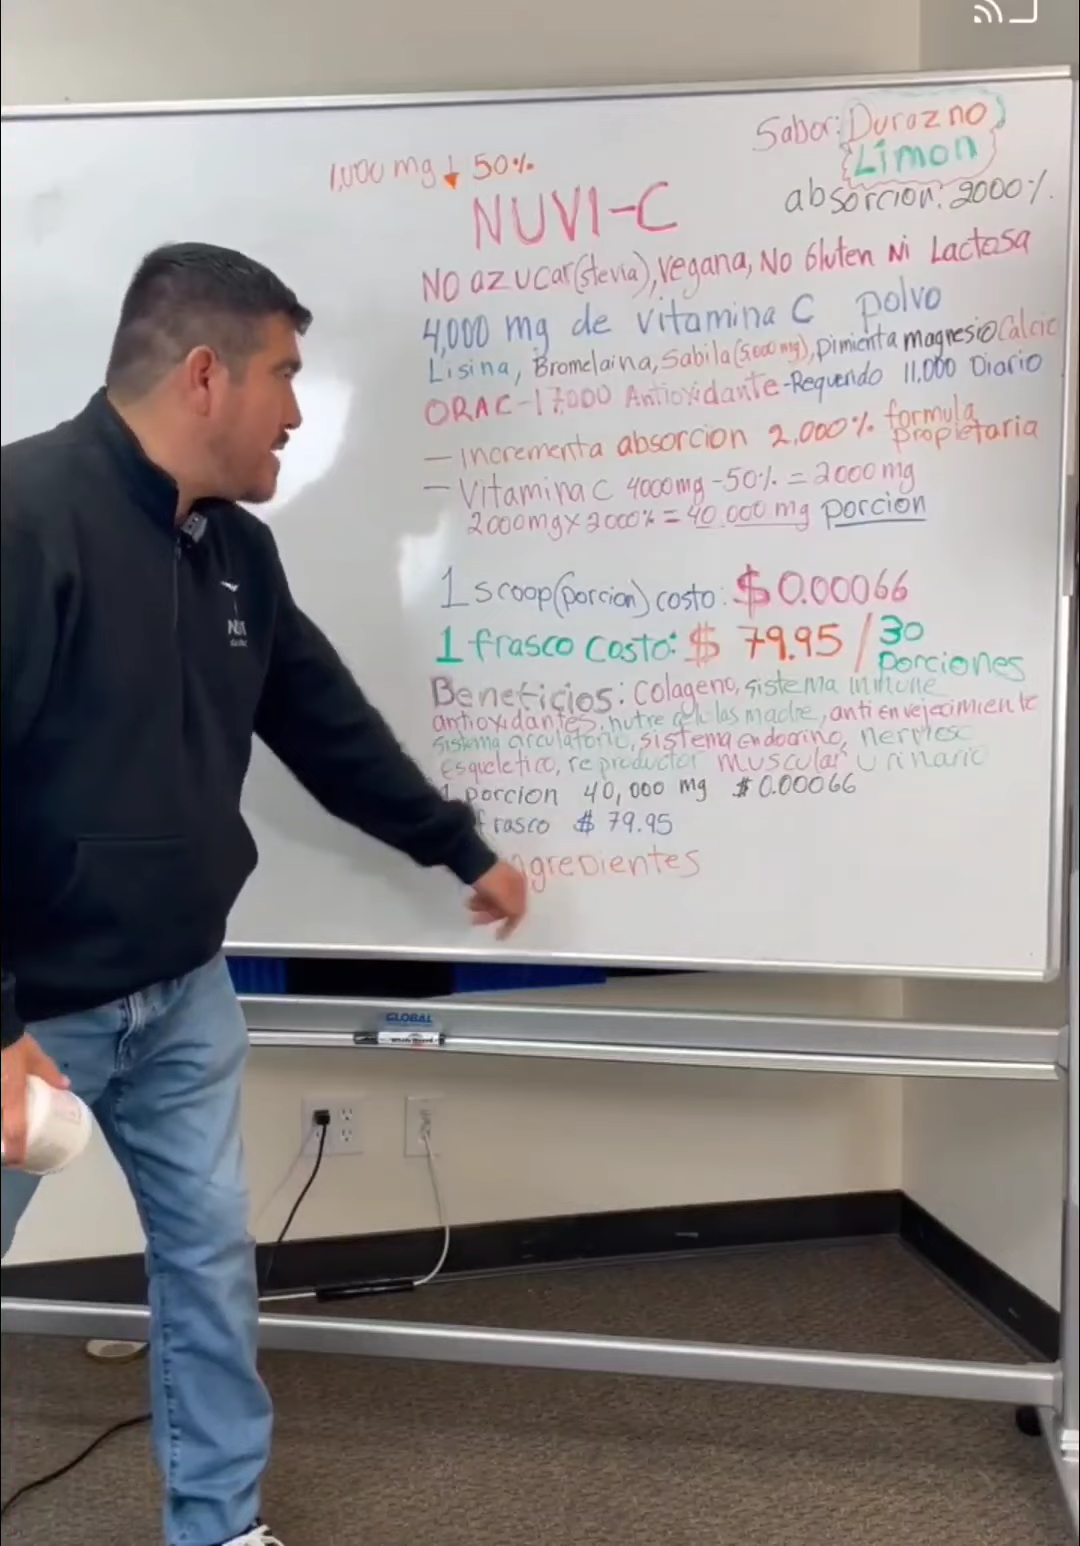 Sabor: Durazno
Limon
1,000 mg ↓ 50%
absorcion: 2000%.
NUVI-C
No azucar (stevia), vegana, No Gluten Ni Lactosa
4,000 mg de Vitamina C polvo
Lisina, Bromelaina, Sabila (5,000 mg), pimienta magnesio Calcio
ORAC-17,000 Antioxidante-Requerido 11,000 Diario
— Incrementa absorcion 2,000% formula propietaria
— Vitamina C 4000mg -50% = 2000 mg
2000mg x 2000% = 40,000 mg porcion
1 scoop (porcion) costo: $ 0.00066
1 frasco Costo: $ 79.95 / 30 porciones
Beneficios: Colageno, sistema inmune
antioxidantes, nutre celulas madre, antienvejecimiente
sistema circulatorio, sistema endocrino, nervioso
Esqueletico, reproductor muscular urinario
porcion 40,000 mg $0.00066
frasco $ 79.95
ingredientes
GLOBAL